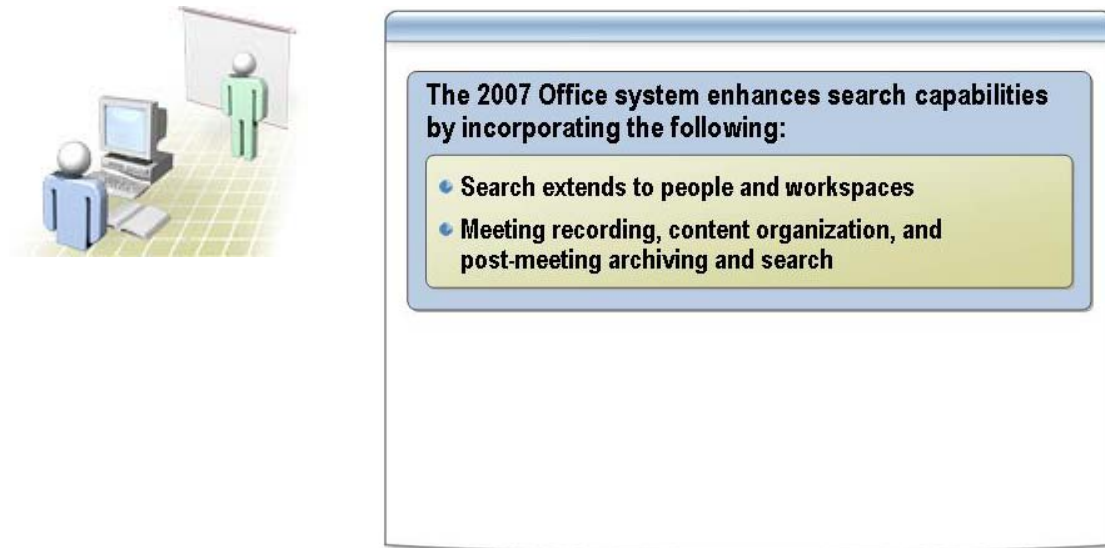 The 2007 Office system enhances search capabilities
by incorporating the following:
Search extends to people and workspaces
Meeting recording, content organization, and
post-meeting archiving and search